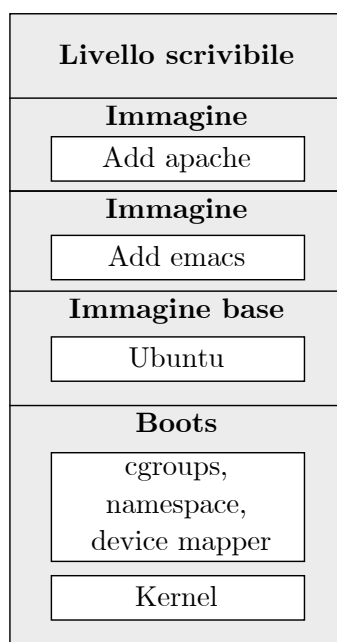 Livello scrivibile
Immagine
Add apache
Immagine
Add emacs
Immagine base
Ubuntu
Boots
cgroups,
namespace,
device mapper
Kernel